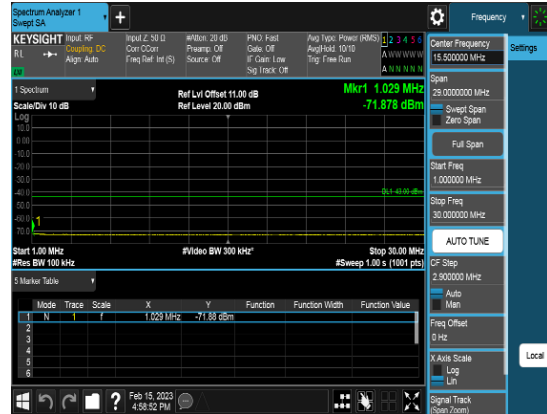 Spectrum Analyzer 1
Swept SA
Frequency
KEYSIGHT
Input: RF
Coupling: DC
Align: Auto
Input Z: 50 Ω
Corr CCorr
Freq Ref: Int (S)
#Atten: 20 dB
Preamp: Off
Source: Off
PNO: Fast
Gate: Off
IF Gain: Low
Sig Track: Off
Avg Type: Power (RMS)
Avg|Hold: 10/10
Trig: Free Run
1 2 3 4 5 6
A W W W W W
A N N N N N
RL
1 Spectrum
Scale/Div 10 dB
Ref Lvl Offset 11.00 dB
Ref Level 20.00 dBm
Mkr1 1.029 MHz
-71.878 dBm
Log
10.0
0.00
-10.0
-20.0
-30.0
-40.0
-50.0
-60.0
-70.0
DL1 -43.00 dBm
1
Start 1.00 MHz
#Res BW 100 kHz
#Video BW 300 kHz*
Stop 30.00 MHz
#Sweep 1.00 s (1001 pts)
5 Marker Table
Mode Trace Scale X Y Function Function Width Function Value
1 N 1 f 1.029 MHz -71.88 dBm
2
3
4
5
6
Feb 15, 2023
4:58:52 PM
Center Frequency
15.500000 MHz
Settings
Span
29.0000000 MHz
Swept Span
Zero Span
Full Span
Start Freq
1.000000 MHz
Stop Freq
30.000000 MHz
AUTO TUNE
CF Step
2.900000 MHz
Auto
Man
Freq Offset
0 Hz
X Axis Scale
Log
Lin
Local
Signal Track
(Span Zoom)